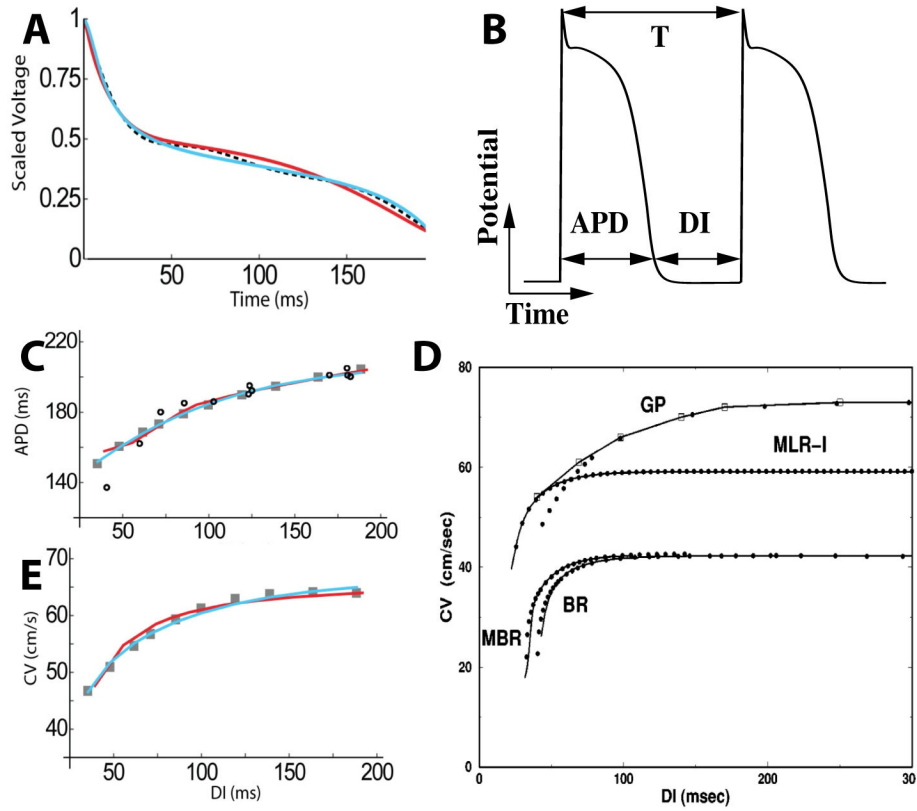 A
1
0.75
0.5
0.25
0
Scaled Voltage
50
100
150
Time (ms)
B
T
APD
DI
Potential
Time
C
220
180
140
APD (ms)
50
100
150
200
D
80
60
40
20
0
CV (cm/sec)
GP
MLR-I
BR
MBR
0
100
200
30
DI (msec)
E
70
60
50
40
CV (cm/s)
50
100
150
200
DI (ms)